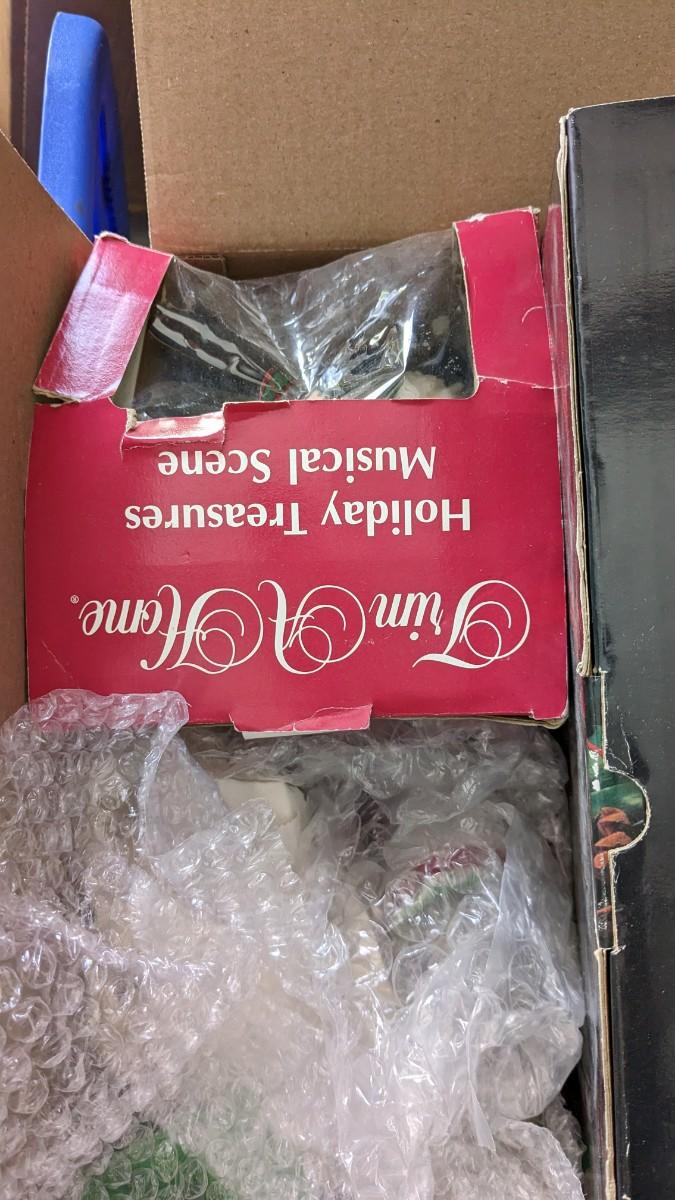 Trim A Home®
Holiday Treasures
Musical Scene